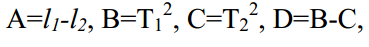 A=l₁-l₂, B=T₁², C=T₂², D=B-C,